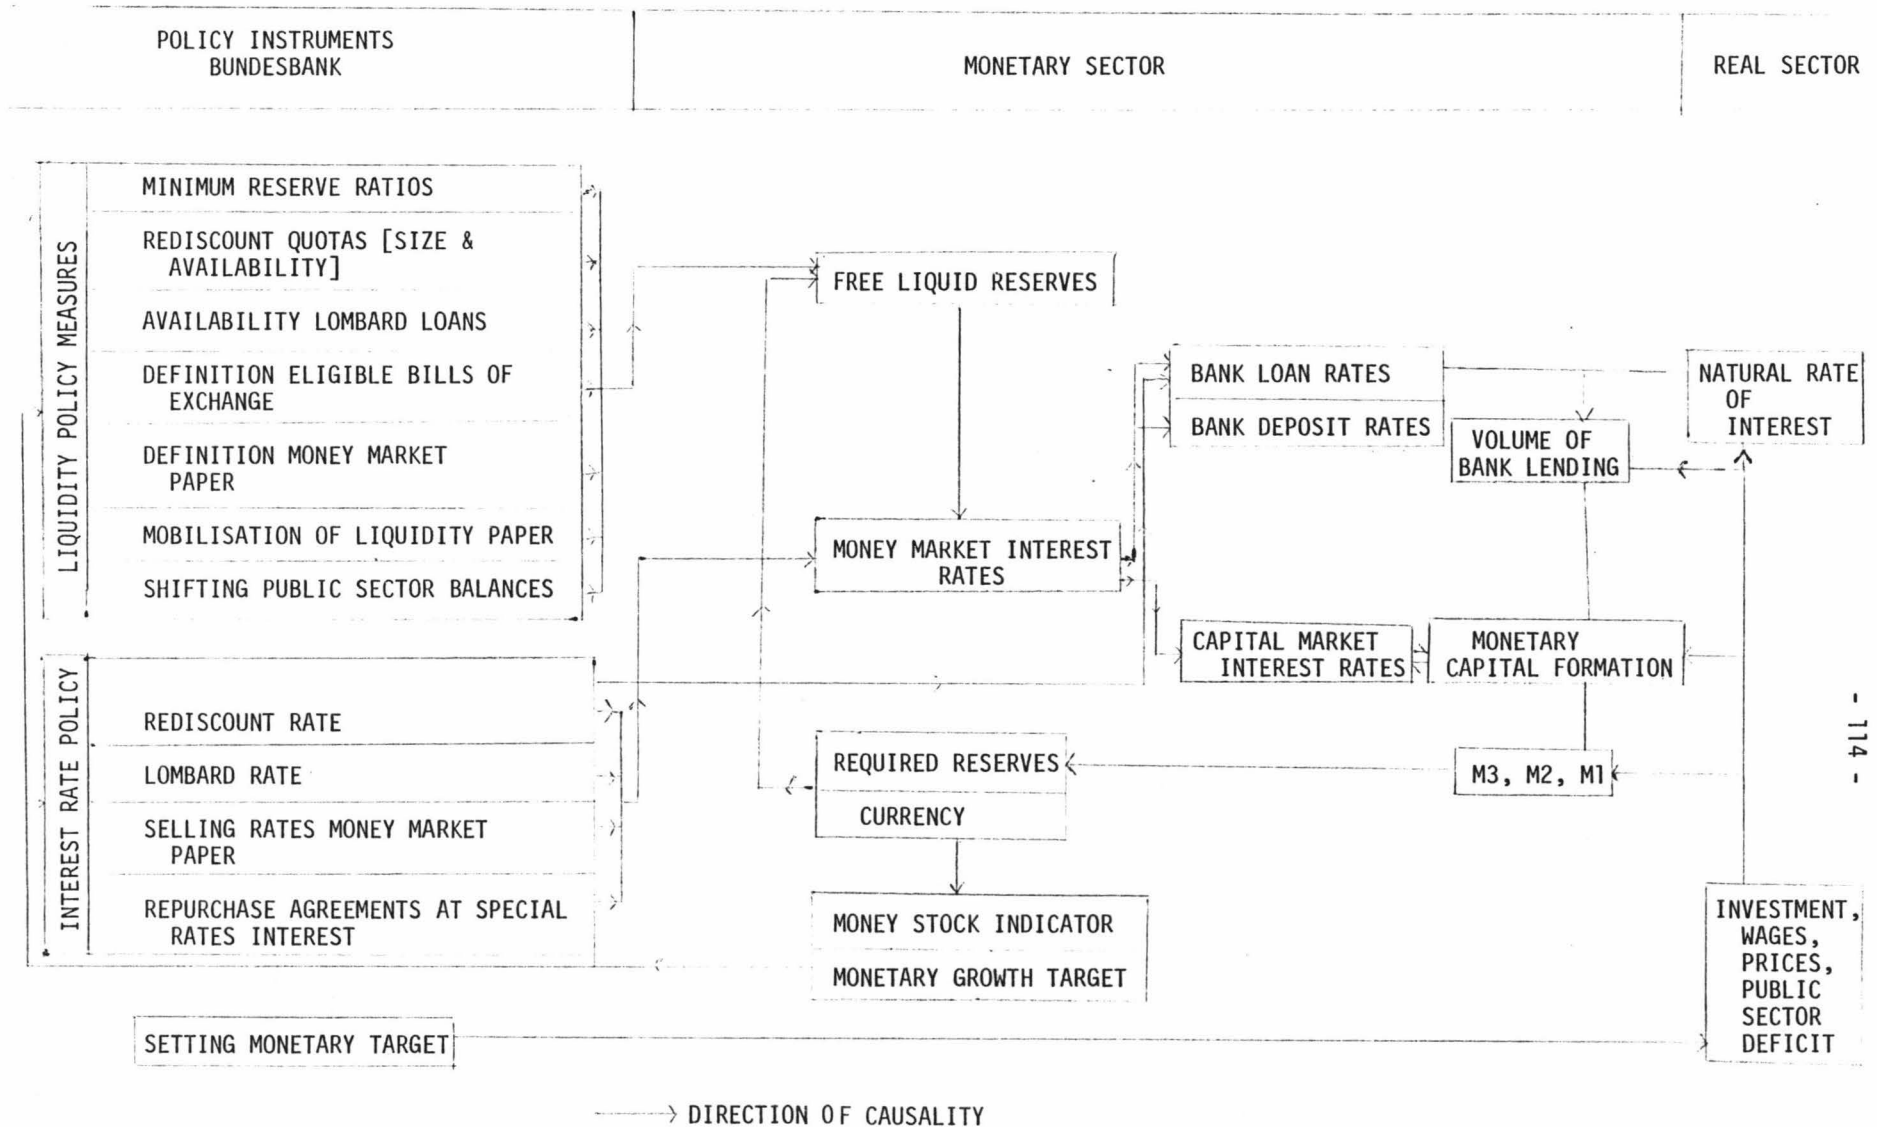 POLICY INSTRUMENTS
BUNDESBANK
MONETARY SECTOR
REAL SECTOR
LIQUIDITY POLICY MEASURES
MINIMUM RESERVE RATIOS
REDISCOUNT QUOTAS [SIZE &
AVAILABILITY]
AVAILABILITY LOMBARD LOANS
DEFINITION ELIGIBLE BILLS OF
EXCHANGE
DEFINITION MONEY MARKET
PAPER
MOBILISATION OF LIQUIDITY PAPER
SHIFTING PUBLIC SECTOR BALANCES
INTEREST RATE POLICY
REDISCOUNT RATE
LOMBARD RATE
SELLING RATES MONEY MARKET
PAPER
REPURCHASE AGREEMENTS AT SPECIAL
RATES INTEREST
SETTING MONETARY TARGET
FREE LIQUID RESERVES
MONEY MARKET INTEREST
RATES
REQUIRED RESERVES
CURRENCY
MONEY STOCK INDICATOR
MONETARY GROWTH TARGET
BANK LOAN RATES
BANK DEPOSIT RATES
CAPITAL MARKET
INTEREST RATES
VOLUME OF
BANK LENDING
MONETARY
CAPITAL FORMATION
M3, M2, M1
NATURAL RATE
OF
INTEREST
INVESTMENT,
WAGES,
PRICES,
PUBLIC
SECTOR
DEFICIT
DIRECTION OF CAUSALITY
- 114 -